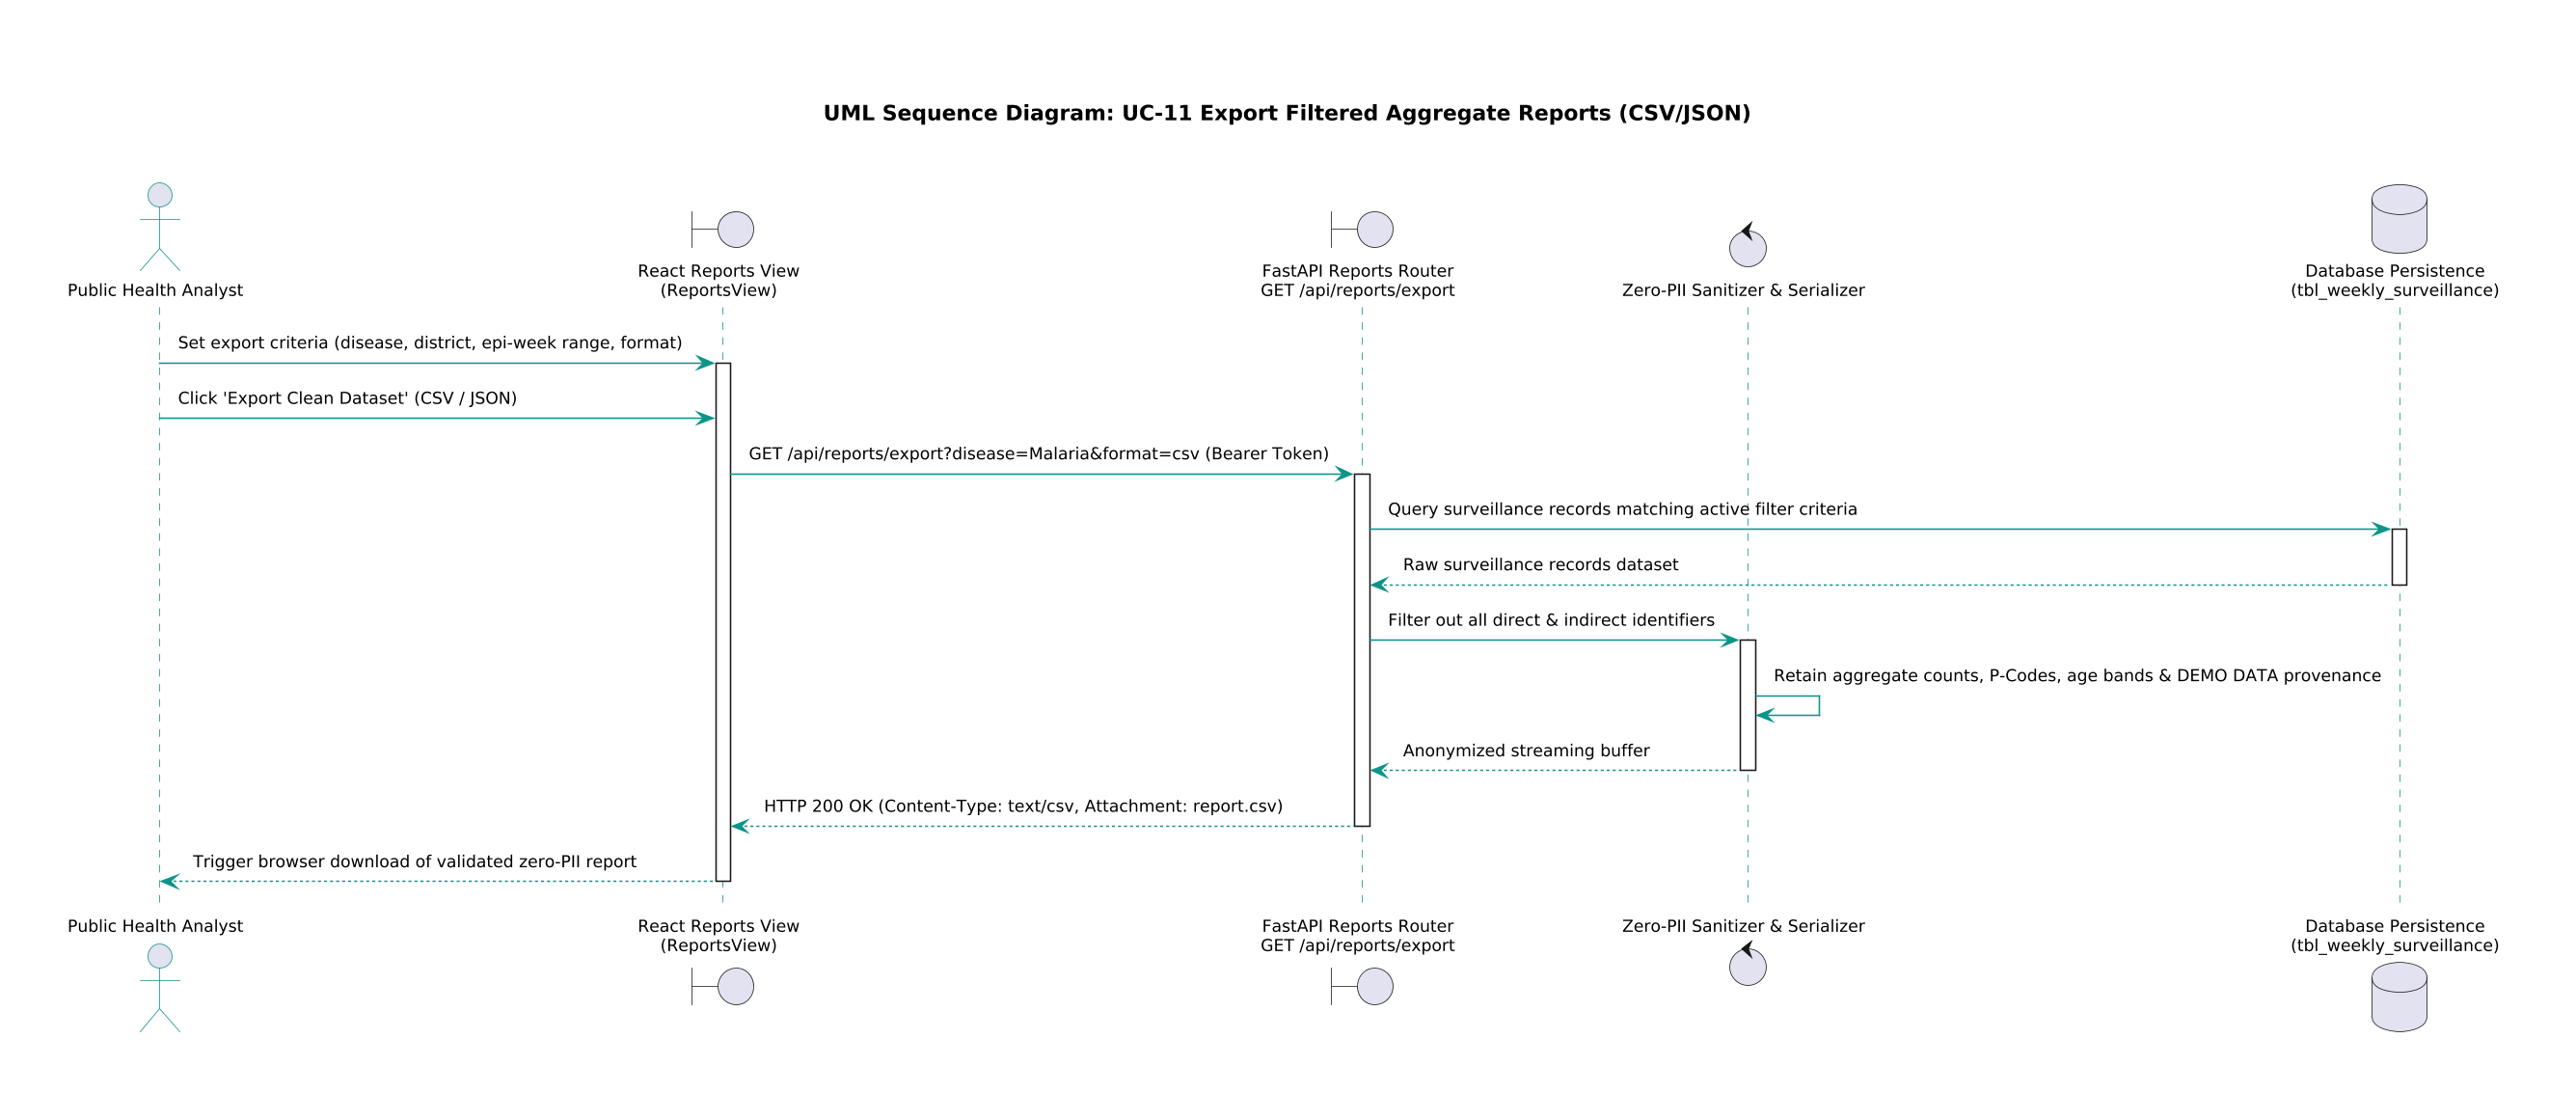 UML Sequence Diagram: UC-11 Export Filtered Aggregate Reports (CSV/JSON)
Public Health Analyst
React Reports View
(ReportsView)
FastAPI Reports Router
GET /api/reports/export
Zero-PII Sanitizer & Serializer
Database Persistence
(tbl_weekly_surveillance)
Set export criteria (disease, district, epi-week range, format)
Click 'Export Clean Dataset' (CSV / JSON)
GET /api/reports/export?disease=Malaria&format=csv (Bearer Token)
Query surveillance records matching active filter criteria
Raw surveillance records dataset
Filter out all direct & indirect identifiers
Retain aggregate counts, P-Codes, age bands & DEMO DATA provenance
Anonymized streaming buffer
HTTP 200 OK (Content-Type: text/csv, Attachment: report.csv)
Trigger browser download of validated zero-PII report
Public Health Analyst
React Reports View
(ReportsView)
FastAPI Reports Router
GET /api/reports/export
Zero-PII Sanitizer & Serializer
Database Persistence
(tbl_weekly_surveillance)